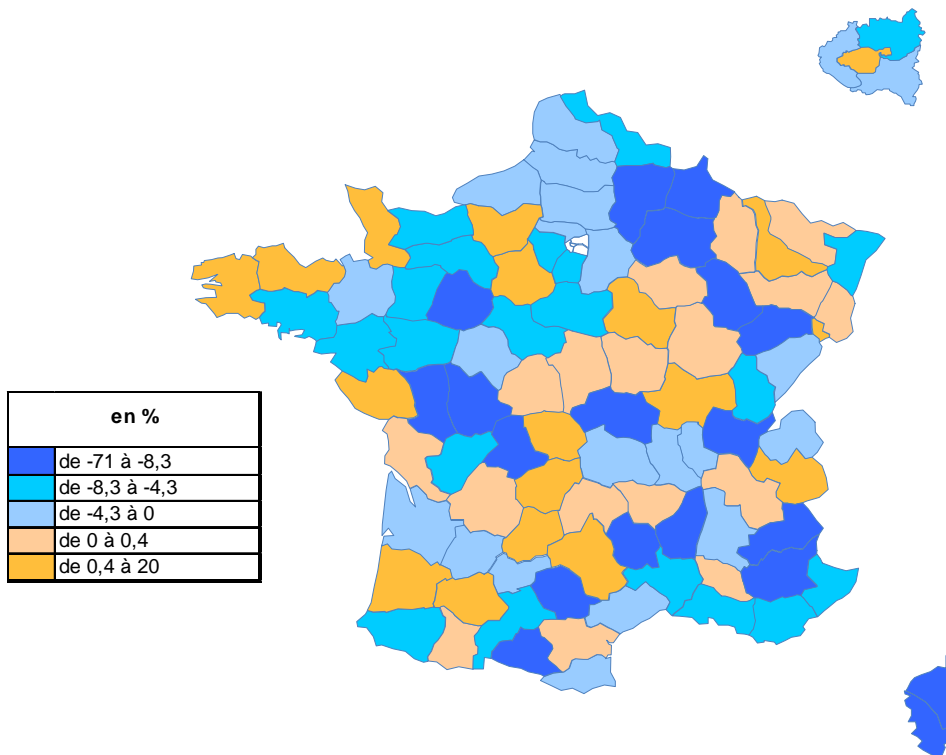 en %
de -71 à -8,3
de -8,3 à -4,3
de -4,3 à 0
de 0 à 0,4
de 0,4 à 20